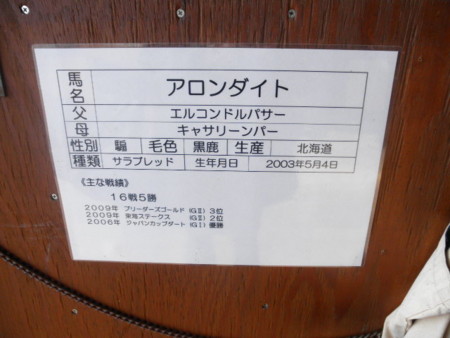 馬名 アロンダイト
父 エルコンドルパサー
母 キャサリーンパー
性別 騸 毛色 黒鹿 生産 北海道
種類 サラブレッド 生年月日 2003年5月4日
《主な戦績》
16戦5勝
2009年 ブリーダーズゴールド (GⅡ) 3位
2009年 東海ステークス (GⅡ) 2位
2006年 ジャパンカップダート (GⅠ) 優勝